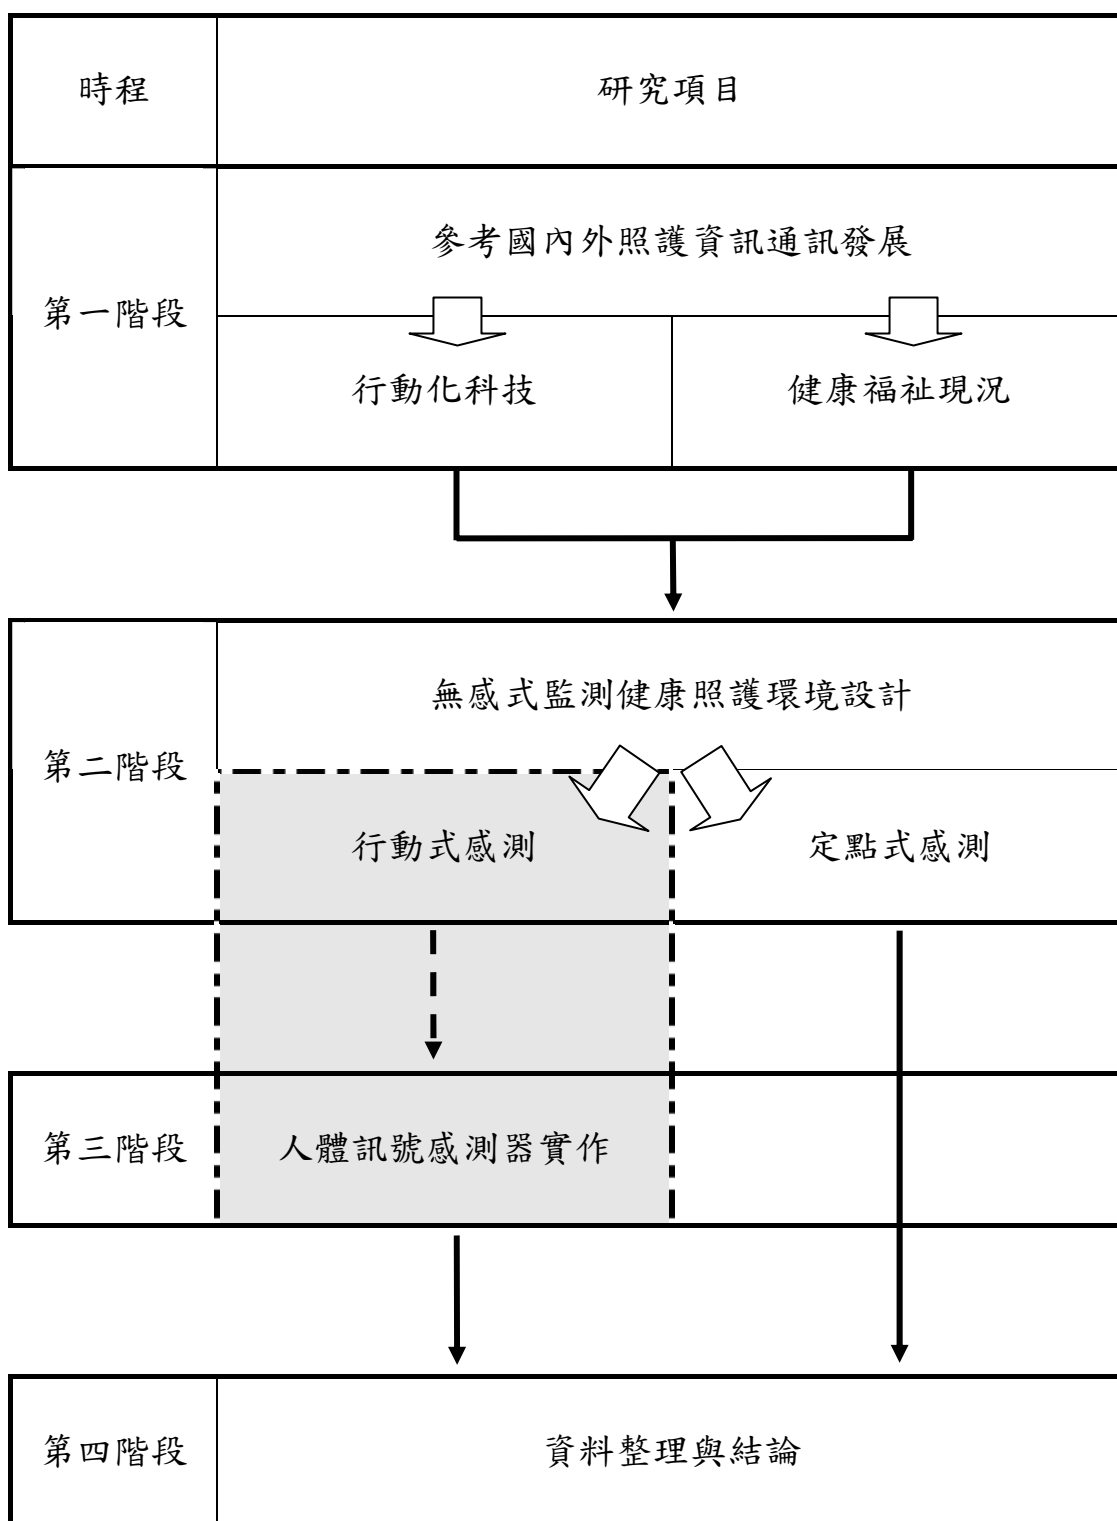 時程
研究項目
參考國內外照護資訊通訊發展
第一階段
行動化科技
健康福祉現況
無感式監測健康照護環境設計
第二階段
行動式感測
定點式感測
第三階段
人體訊號感測器實作
第四階段
資料整理與結論